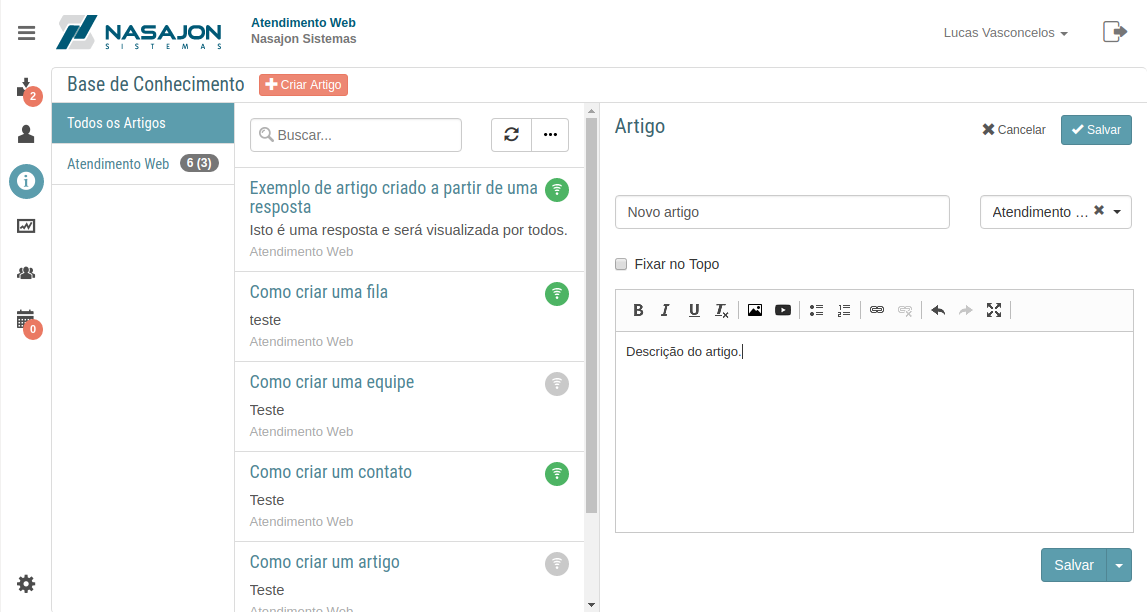 NASAJON
SISTEMAS
Atendimento Web
Nasajon Sistemas
Lucas Vasconcelos
2
0
Base de Conhecimento
Criar Artigo
Todos os Artigos
Atendimento Web 6 (3)
Buscar...
Exemplo de artigo criado a partir de uma
resposta
Isto é uma resposta e será visualizada por todos.
Atendimento Web
Como criar uma fila
teste
Atendimento Web
Como criar uma equipe
Teste
Atendimento Web
Como criar um contato
Teste
Atendimento Web
Como criar um artigo
Teste
Atendimento Web
Artigo
Cancelar
Salvar
Novo artigo
Atendimento ...
Fixar no Topo
B I U Tx
Descrição do artigo.
Salvar